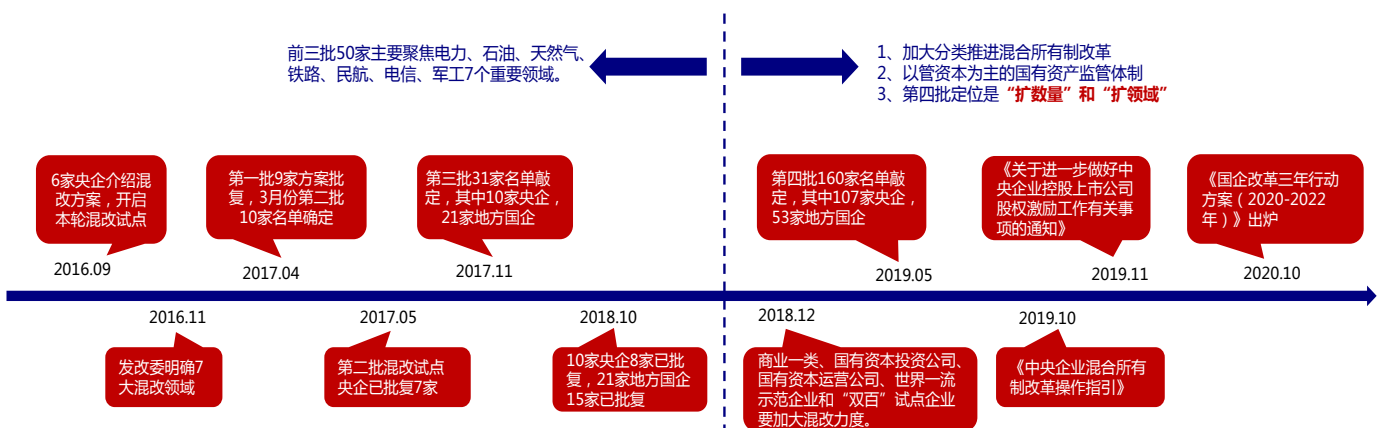 前三批50家主要聚焦电力、石油、天然气、
铁路、民航、电信、军工7个重要领域。
1、加大分类推进混合所有制改革
2、以管资本为主的国有资产监管体制
3、第四批定位是“扩数量”和“扩领域”
6家央企介绍混
改方案，开启
本轮混改试点
第一批9家方案批
复，3月份第二批
10家名单确定
第三批31家名单敲
定，其中10家央企，
21家地方国企
第四批160家名单敲
定，其中107家央企，
53家地方国企
《关于进一步做好中
央企业控股上市公司
股权激励工作有关事
项的通知》
《国企改革三年行动
方案（2020-2022
年）》出炉
2016.09
2017.04
2017.11
2019.05
2019.11
2020.10
2016.11
2017.05
2018.10
2018.12
2019.10
发改委明确7
大混改领域
第二批混改试点
央企已批复7家
10家央企8家已批
复，21家地方国企
15家已批复
商业一类、国有资本投资公司、
国有资本运营公司、世界一流
示范企业和“双百”试点企业
要加大混改力度。
《中央企业混合所有
制改革操作指引》